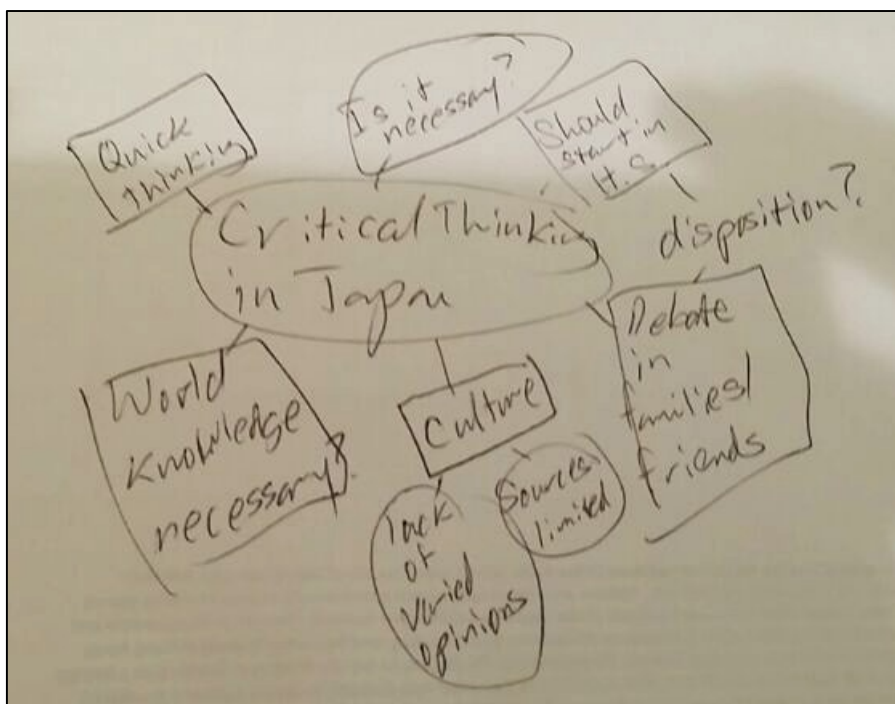 Quick
Thinking
Is it
necessary?
Should
start in
H.S.
disposition?
Critical Thinking
in Japan
World
Knowledge
necessary?
Culture
Debate
in
families/
friends
lack
of
varied
opinions
Sources
limited